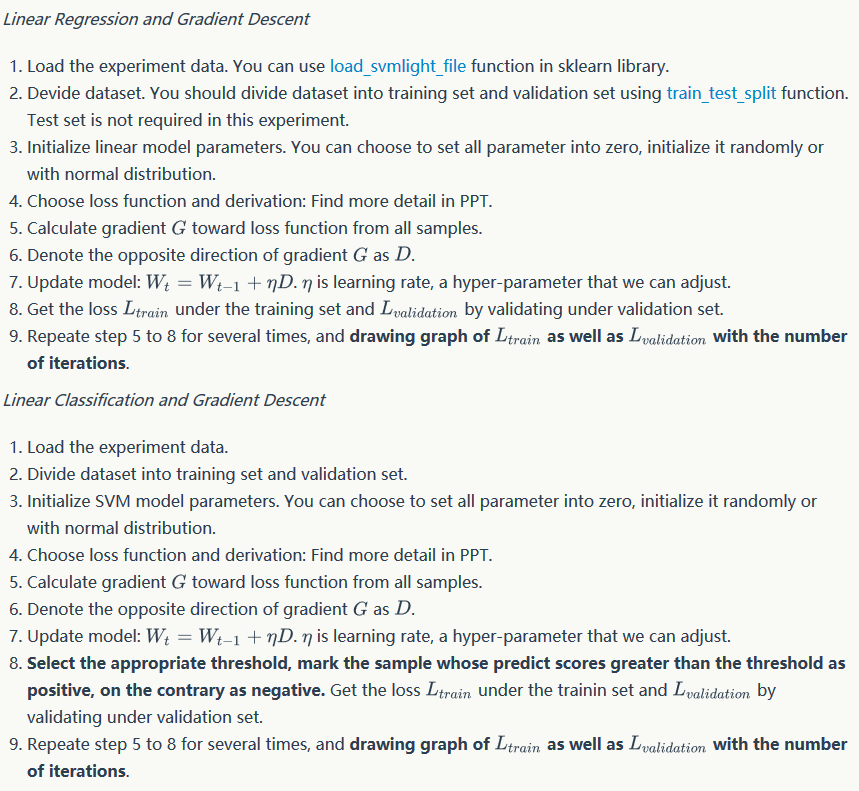 Linear Regression and Gradient Descent
1. Load the experiment data. You can use load_svmlight_file function in sklearn library.
2. Devide dataset. You should divide dataset into training set and validation set using train_test_split function.
Test set is not required in this experiment.
3. Initialize linear model parameters. You can choose to set all parameter into zero, initialize it randomly or
with normal distribution.
4. Choose loss function and derivation: Find more detail in PPT.
5. Calculate gradient G toward loss function from all samples.
6. Denote the opposite direction of gradient G as D.
7. Update model: W_t = W_{t−1} + ηD. η is learning rate, a hyper-parameter that we can adjust.
8. Get the loss L_{train} under the training set and L_{validation} by validating under validation set.
9. Repeat step 5 to 8 for several times, and drawing graph of L_{train} as well as L_{validation} with the number
of iterations.
Linear Classification and Gradient Descent
1. Load the experiment data.
2. Divide dataset into training set and validation set.
3. Initialize SVM model parameters. You can choose to set all parameter into zero, initialize it randomly or
with normal distribution.
4. Choose loss function and derivation: Find more detail in PPT.
5. Calculate gradient G toward loss function from all samples.
6. Denote the opposite direction of gradient G as D.
7. Update model: W_t = W_{t−1} + ηD. η is learning rate, a hyper-parameter that we can adjust.
8. Select the appropriate threshold, mark the sample whose predict scores greater than the threshold as
positive, on the contrary as negative. Get the loss L_{train} under the trainin set and L_{validation} by
validating under validation set.
9. Repeat step 5 to 8 for several times, and drawing graph of L_{train} as well as L_{validation} with the number
of iterations.